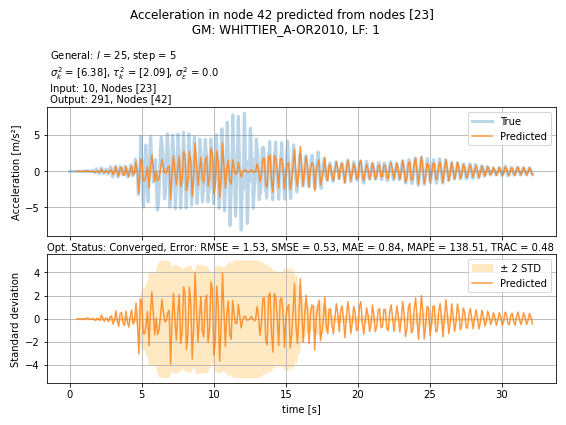 Acceleration in node 42 predicted from nodes [23]
GM: WHITTIER_A-OR2010, LF: 1
General: l = 25, step = 5
σ²ₖ = [6.38], τ²ₖ = [2.09], σ²ε = 0.0
Input: 10, Nodes [23]
Output: 291, Nodes [42]
True
Predicted
5
0
−5
Acceleration [m/s²]
Opt. Status: Converged, Error: RMSE = 1.53, SMSE = 0.53, MAE = 0.84, MAPE = 138.51, TRAC = 0.48
± 2 STD
Predicted
4
2
0
−2
−4
Standard deviation
0 5 10 15 20 25 30
time [s]